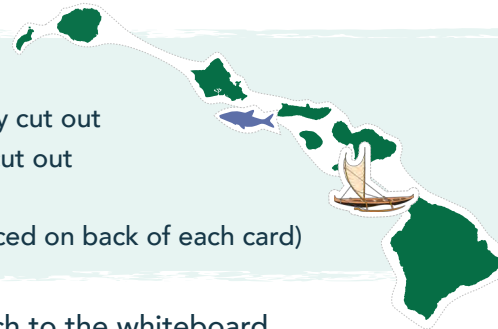 y cut out
ut out
ced on back of each card)
ch to the whiteboard